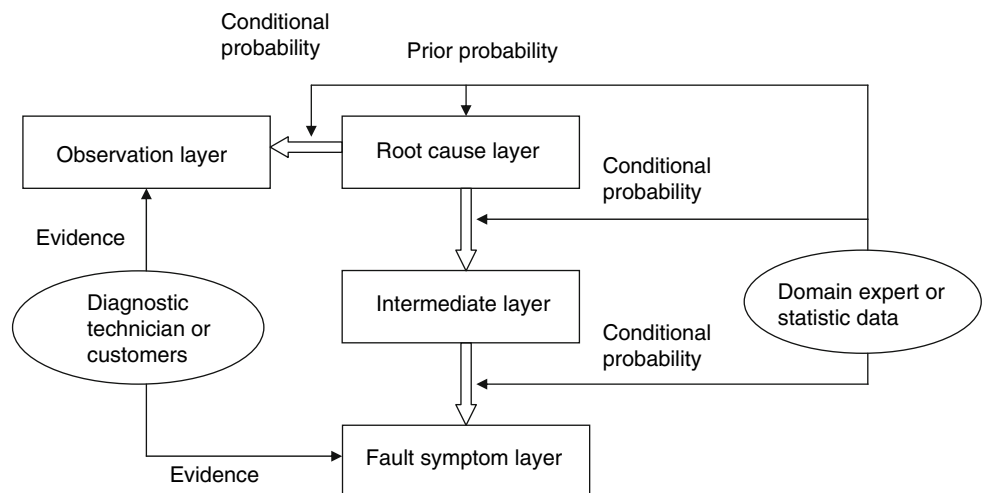 Conditional
probability
Prior probability
Observation layer
Root cause layer
Conditional
probability
Evidence
Diagnostic
technician or
customers
Intermediate layer
Domain expert or
statistic data
Conditional
probability
Fault symptom layer
Evidence